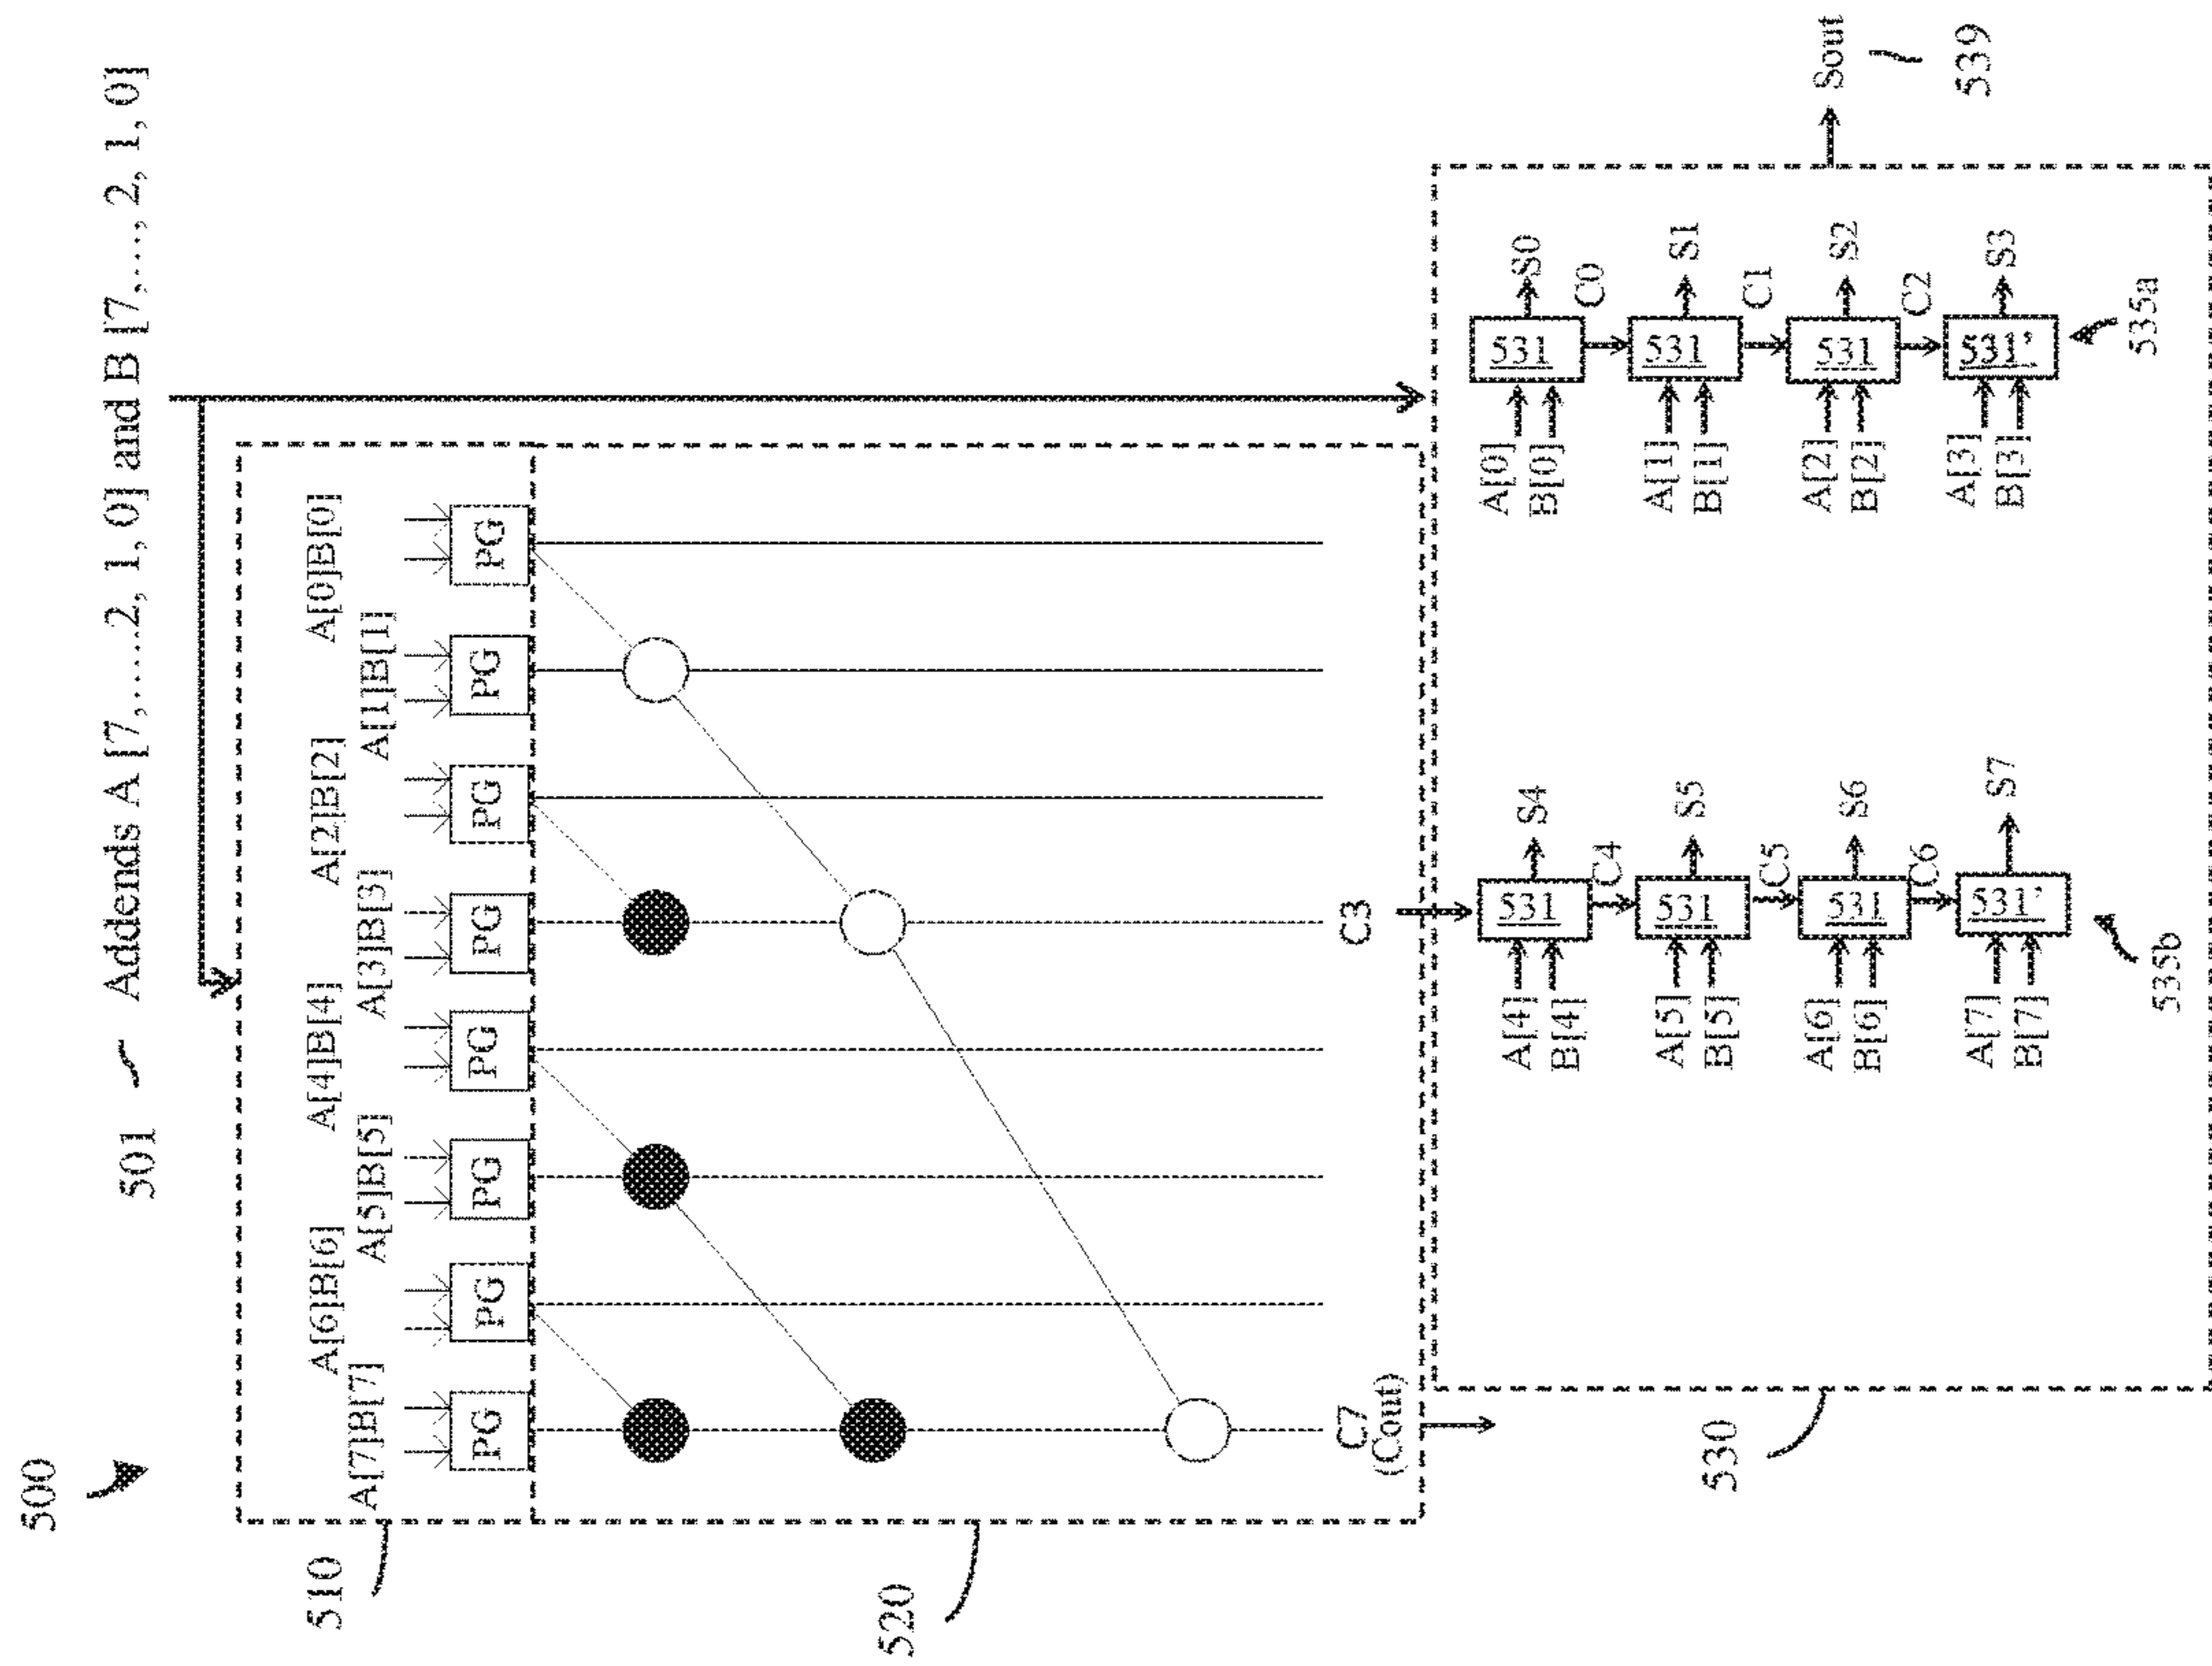 500
501 Addends A [7,.....2, 1, 0] and B [7,..., 2, 1, 0]
510
A[7]B[7]
A[6]B[6]
A[5]B[5]
A[4]B[4]
A[3]B[3]
A[2]B[2]
A[1]B[1]
A[0]B[0]
PG PG PG PG PG PG PG PG
520
C7
(Cout)
C3
530
A[4]
B[4]
531
S4
C4
A[5]
B[5]
531
S5
C5
A[6]
B[6]
531
S6
C6
A[7]
B[7]
531'
S7
535b
A[0]
B[0]
531
S0
C0
A[1]
B[1]
531
S1
C1
A[2]
B[2]
531
S2
C2
A[3]
B[3]
531'
S3
535a
Sout
539